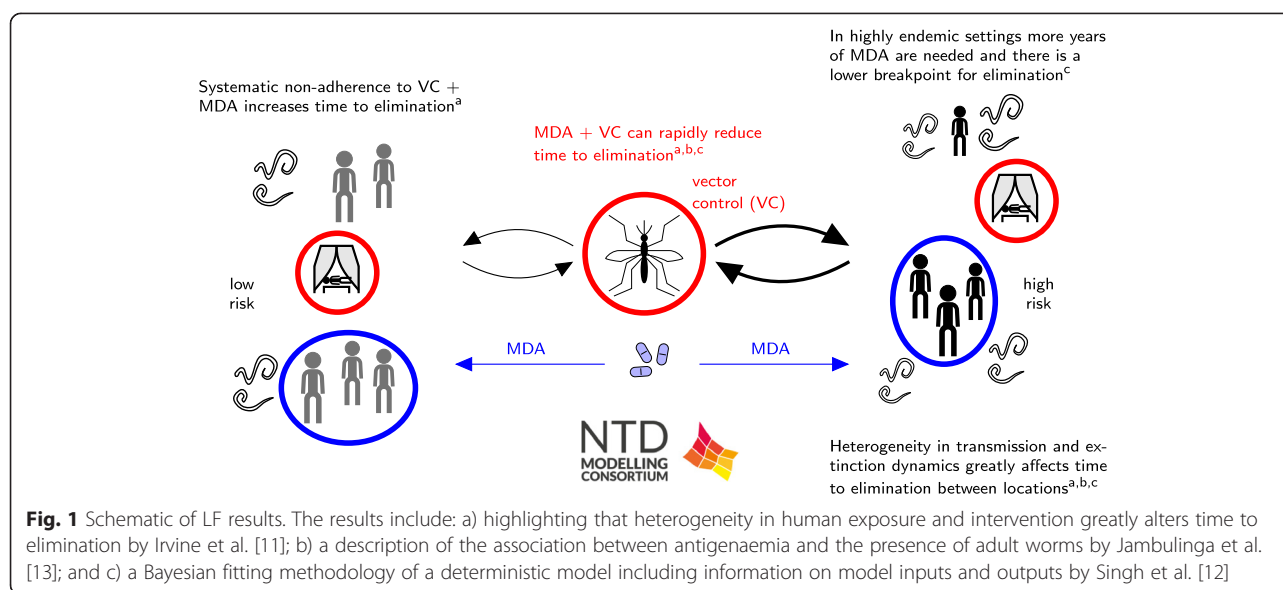 Systematic non-adherence to VC +
MDA increases time to elimination^a
MDA + VC can rapidly reduce
time to elimination^a,b,c
vector
control (VC)
In highly endemic settings more years
of MDA are needed and there is a
lower breakpoint for elimination^c
low
risk
high
risk
MDA
MDA
NTD
MODELLING
CONSORTIUM
Heterogeneity in transmission and ex-
tinction dynamics greatly affects time
to elimination between locations^a,b,c
Fig. 1 Schematic of LF results. The results include: a) highlighting that heterogeneity in human exposure and intervention greatly alters time to
elimination by Irvine et al. [11]; b) a description of the association between antigenaemia and the presence of adult worms by Jambulinga et al.
[13]; and c) a Bayesian fitting methodology of a deterministic model including information on model inputs and outputs by Singh et al. [12]